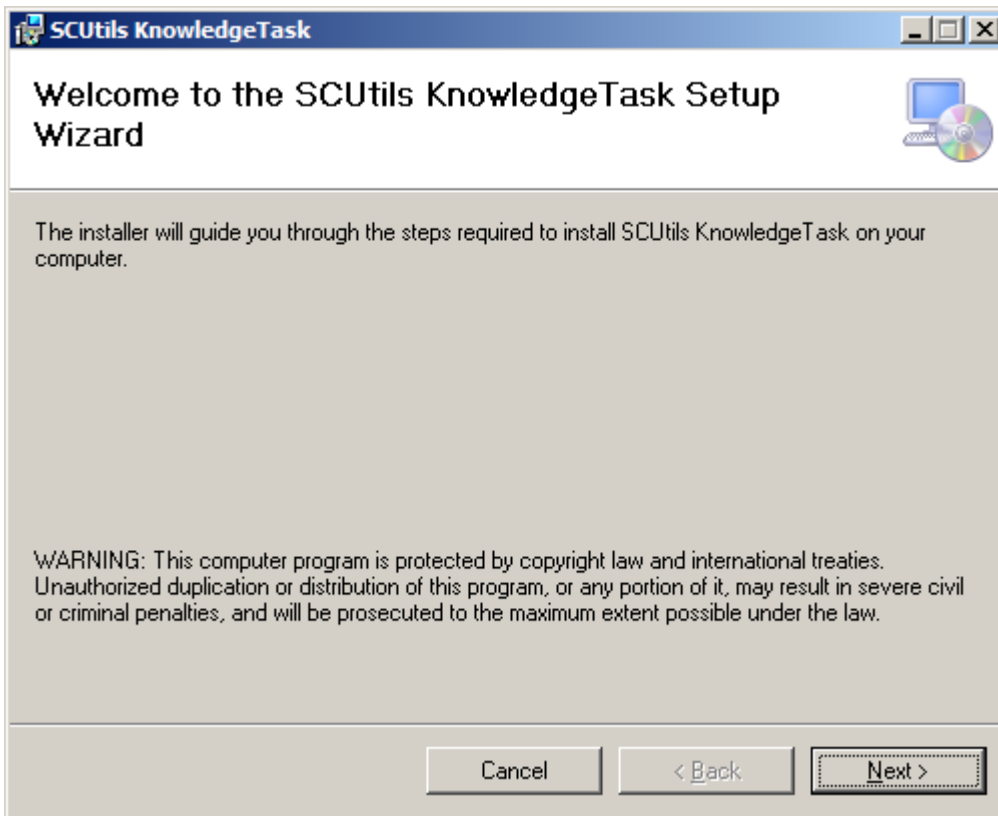 SCUtils KnowledgeTask
Welcome to the SCUtils KnowledgeTask Setup
Wizard
The installer will guide you through the steps required to install SCUtils KnowledgeTask on your
computer.
WARNING: This computer program is protected by copyright law and international treaties.
Unauthorized duplication or distribution of this program, or any portion of it, may result in severe civil
or criminal penalties, and will be prosecuted to the maximum extent possible under the law.
Cancel
< Back
Next >